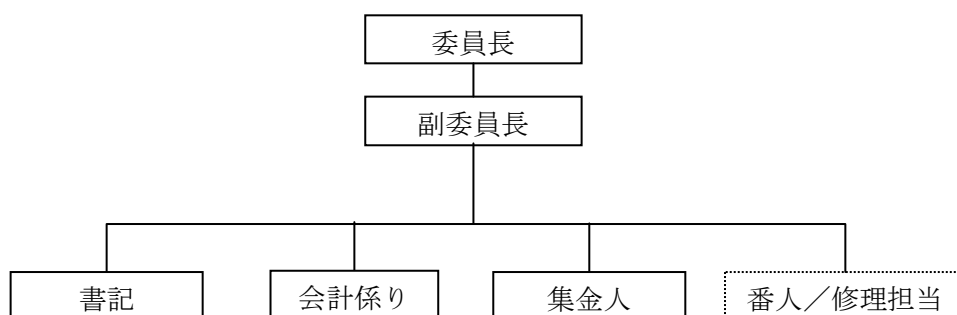 委員長
副委員長
書記
会計係り
集金人
番人／修理担当